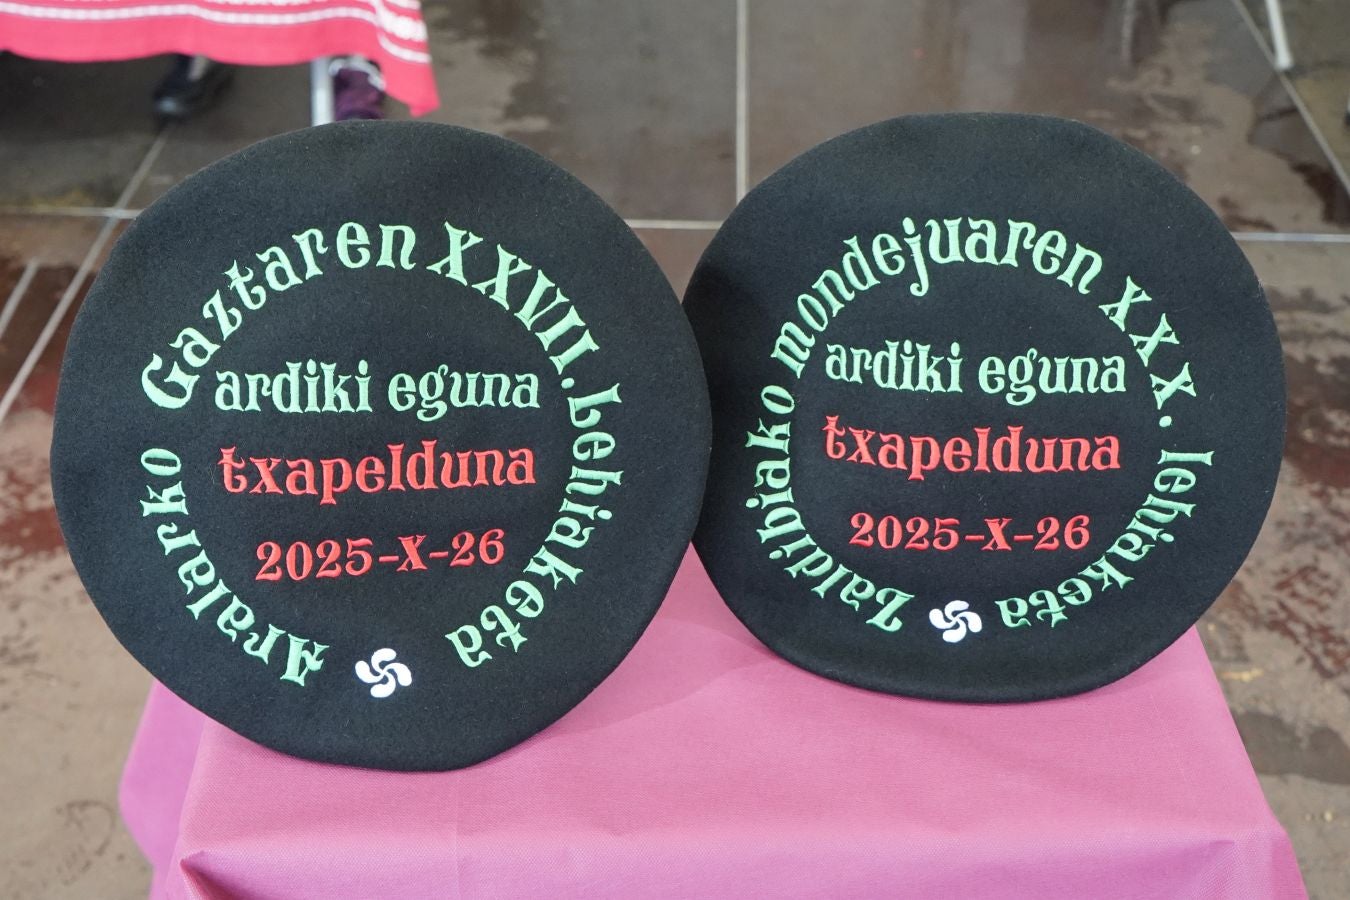 Aralarko Gaztaren XXVII. Lehiaketa
ardiki eguna
txapelduna
2025-X-26
Zaldibiako mondejuaren XXX. lehiaketa
ardiki eguna
txapelduna
2025-X-26